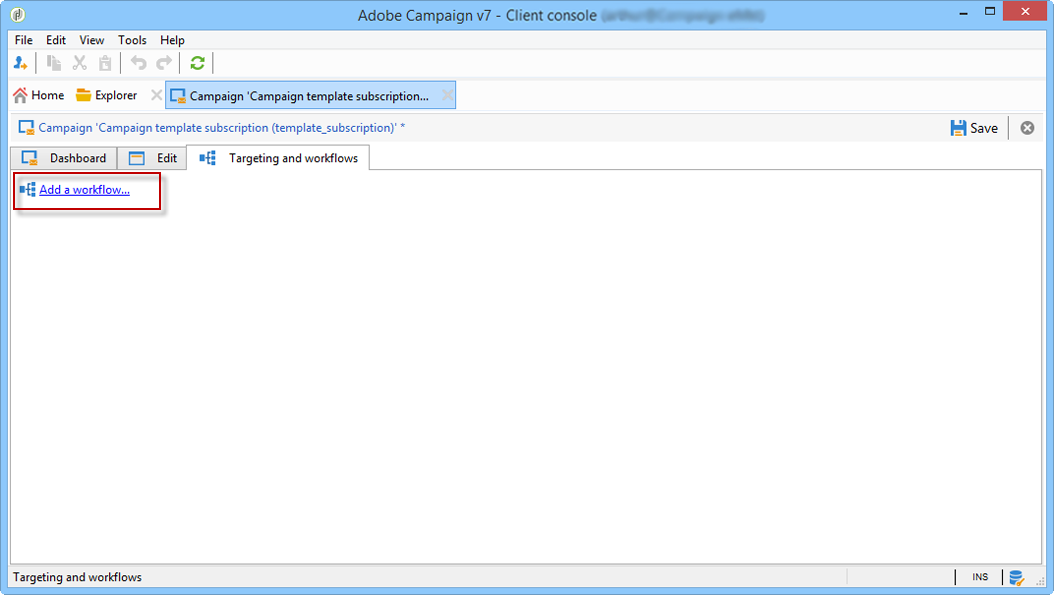 Adobe Campaign v7 - Client console
File Edit View Tools Help
Home Explorer Campaign 'Campaign template subscription...
Campaign 'Campaign template subscription (template_subscription)' * Save
Dashboard Edit Targeting and workflows
Add a workflow...
Targeting and workflows INS